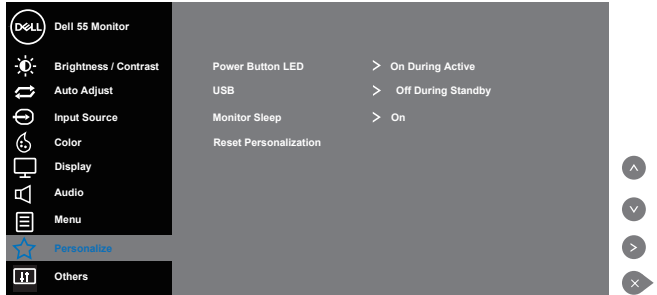 DELL Dell 55 Monitor
Brightness / Contrast Power Button LED > On During Active
Auto Adjust USB > Off During Standby
Input Source Monitor Sleep > On
Color Reset Personalization
Display
Audio
Menu
Personalize
Others